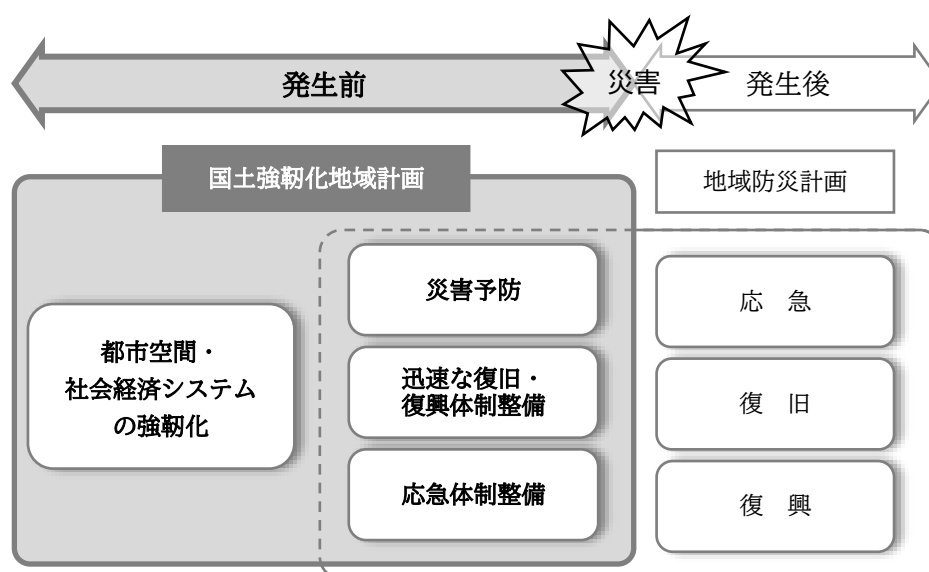 発生前
災害
発生後
国土強靭化地域計画
地域防災計画
都市空間・
社会経済システム
の強靭化
災害予防
迅速な復旧・
復興体制整備
応急体制整備
応　急
復　旧
復　興